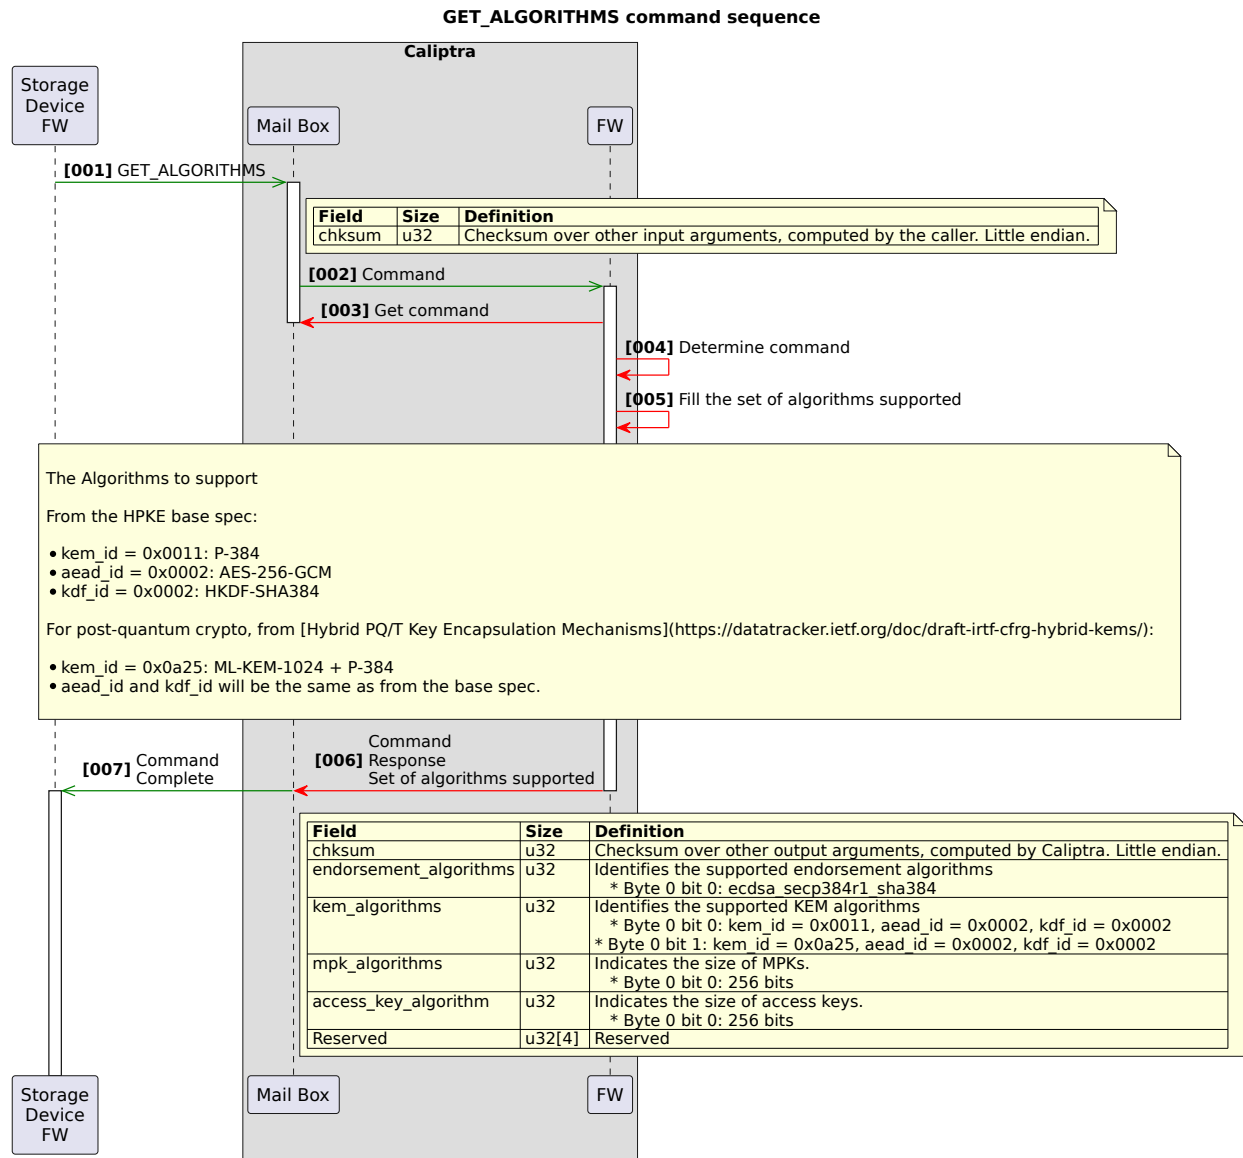 GET_ALGORITHMS command sequence
Caliptra
Storage
Device
FW
Mail Box
FW
[001] GET_ALGORITHMS
Field Size Definition
chksum u32 Checksum over other input arguments, computed by the caller. Little endian.
[002] Command
[003] Get command
[004] Determine command
[005] Fill the set of algorithms supported
The Algorithms to support
From the HPKE base spec:
• kem_id = 0x0011: P-384
• aead_id = 0x0002: AES-256-GCM
• kdf_id = 0x0002: HKDF-SHA384
For post-quantum crypto, from [Hybrid PQ/T Key Encapsulation Mechanisms](https://datatracker.ietf.org/doc/draft-irtf-cfrg-hybrid-kems/):
• kem_id = 0x0a25: ML-KEM-1024 + P-384
• aead_id and kdf_id will be the same as from the base spec.
Command
[006] Response
Set of algorithms supported
[007] Command
Complete
Field Size Definition
chksum u32 Checksum over other output arguments, computed by Caliptra. Little endian.
endorsement_algorithms u32 Identifies the supported endorsement algorithms
* Byte 0 bit 0: ecdsa_secp384r1_sha384
kem_algorithms u32 Identifies the supported KEM algorithms
* Byte 0 bit 0: kem_id = 0x0011, aead_id = 0x0002, kdf_id = 0x0002
* Byte 0 bit 1: kem_id = 0x0a25, aead_id = 0x0002, kdf_id = 0x0002
mpk_algorithms u32 Indicates the size of MPKs.
* Byte 0 bit 0: 256 bits
access_key_algorithm u32 Indicates the size of access keys.
* Byte 0 bit 0: 256 bits
Reserved u32[4] Reserved
Storage
Device
FW
Mail Box
FW